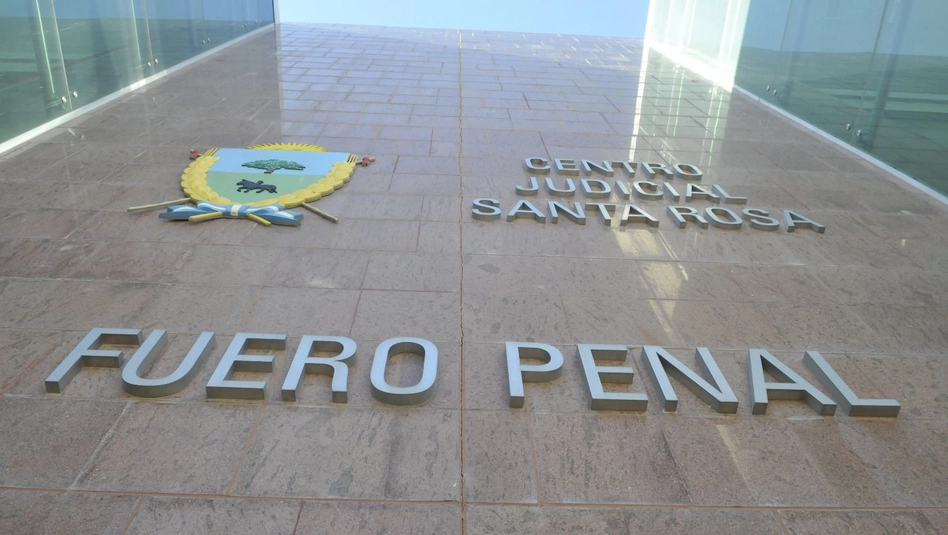 CENTRO
JUDICIAL
SANTA ROSA
FUERO PENAL